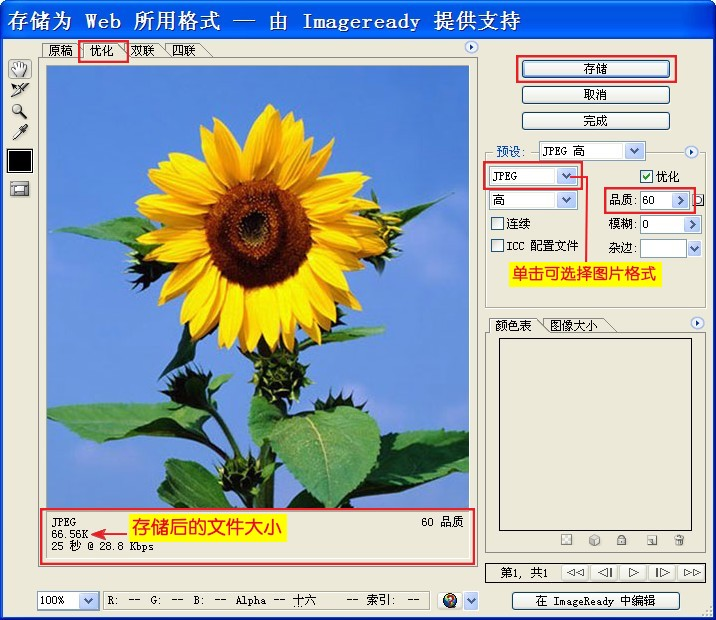 存储为 Web 所用格式 — 由 Imageready 提供支持
原稿 优化 双联 四联
存储
取消
完成
预设: JPEG 高
JPEG 优化
高 品质: 60
连续 模糊: 0
ICC 配置文件 杂边:
单击可选择图片格式
颜色表 图像大小
JPEG 60 品质
66.56K 存储后的文件大小
25 秒 @ 28.8 Kbps
第1, 共1
100% R: -- G: -- B: -- Alpha -- 十六 -- 索引: --
在 ImageReady 中编辑